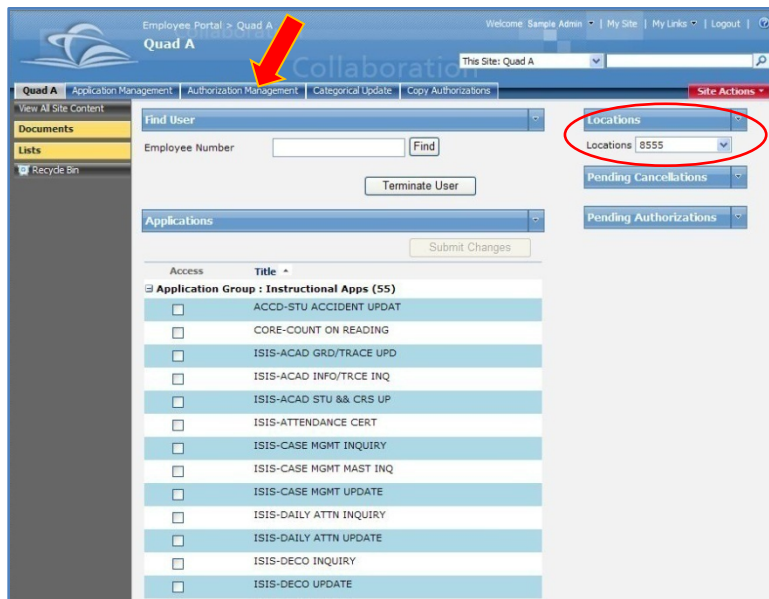 Employee Portal > Quad A
Welcome Sample Admin | My Site | My Links | Logout |
Quad A
Collaboration
Collaboration
This Site: Quad A
Quad A Application Management Authorization Management Categorical Update Copy Authorizations Site Actions
View All Site Content
Documents
Lists
Recycle Bin
Find User
Employee Number Find
Terminate User
Applications
Submit Changes
Access Title
Application Group : Instructional Apps (55)
ACCD-STU ACCIDENT UPDAT
CORE-COUNT ON READING
ISIS-ACAD GRD/TRACE UPD
ISIS-ACAD INFO/TRCE INQ
ISIS-ACAD STU && CRS UP
ISIS-ATTENDANCE CERT
ISIS-CASE MGMT INQUIRY
ISIS-CASE MGMT MAST INQ
ISIS-CASE MGMT UPDATE
ISIS-DAILY ATTN INQUIRY
ISIS-DAILY ATTN UPDATE
ISIS-DECO INQUIRY
ISIS-DECO UPDATE
Locations
Locations 8555
Pending Cancellations
Pending Authorizations